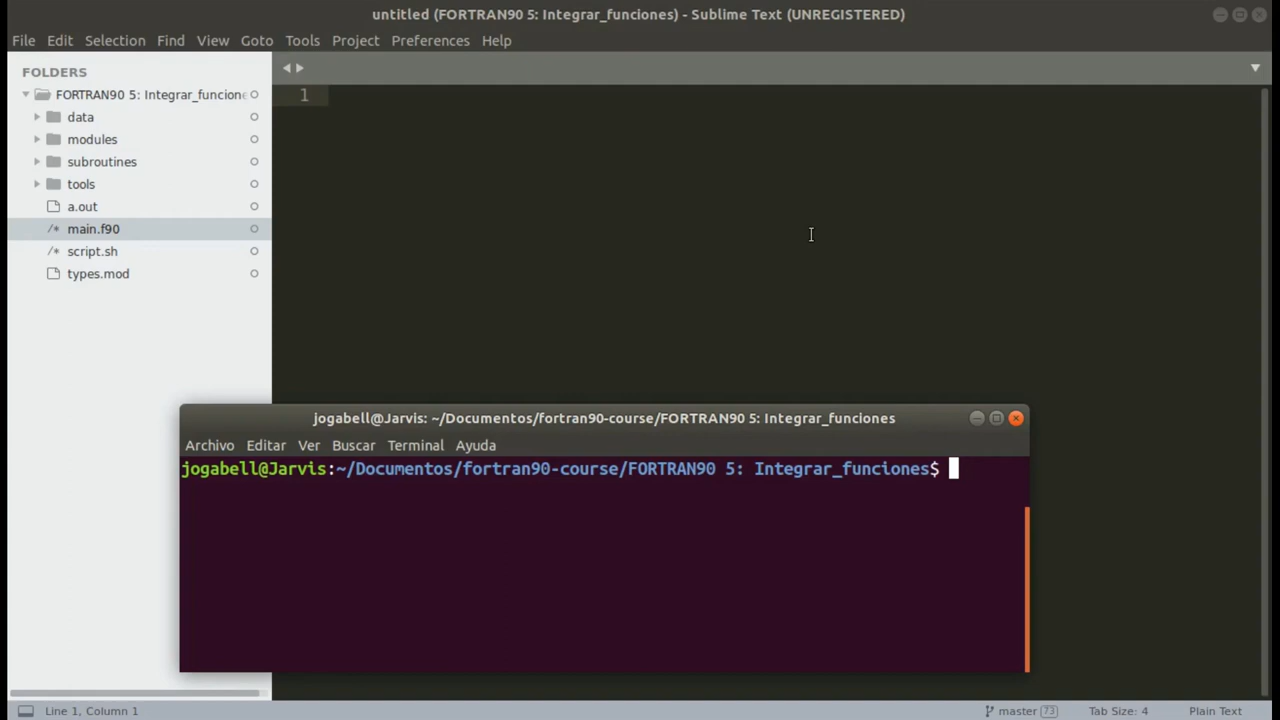 untitled (FORTRAN90 5: Integrar_funciones) - Sublime Text (UNREGISTERED)
File Edit Selection Find View Goto Tools Project Preferences Help
FOLDERS
FORTRAN90 5: Integrar_funcione
data
modules
subroutines
tools
a.out
/* main.f90
/* script.sh
types.mod
1
jogabell@Jarvis: ~/Documentos/fortran90-course/FORTRAN90 5: Integrar_funciones
Archivo Editar Ver Buscar Terminal Ayuda
jogabell@Jarvis:~/Documentos/fortran90-course/FORTRAN90 5: Integrar_funciones$
Line 1, Column 1
master 73
Tab Size: 4
Plain Text